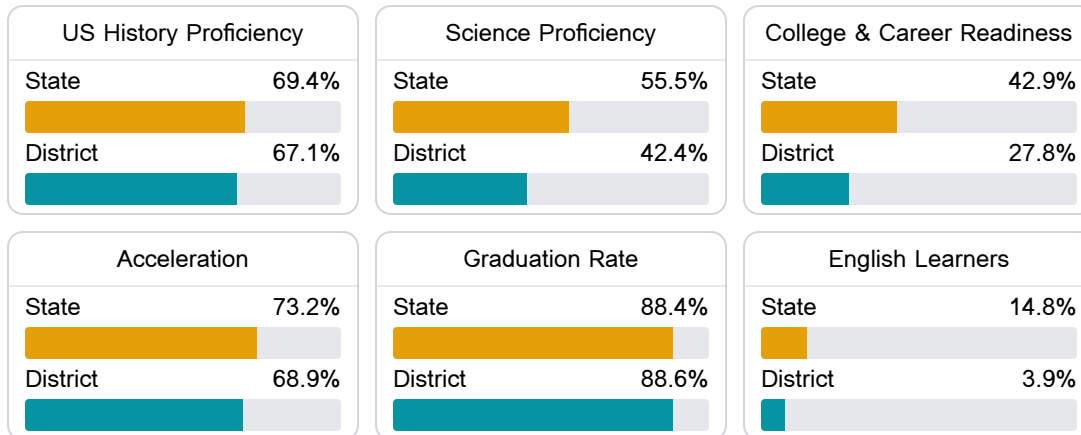 US History Proficiency
State 69.4%
District 67.1%
Science Proficiency
State 55.5%
District 42.4%
College & Career Readiness
State 42.9%
District 27.8%
Acceleration
State 73.2%
District 68.9%
Graduation Rate
State 88.4%
District 88.6%
English Learners
State 14.8%
District 3.9%